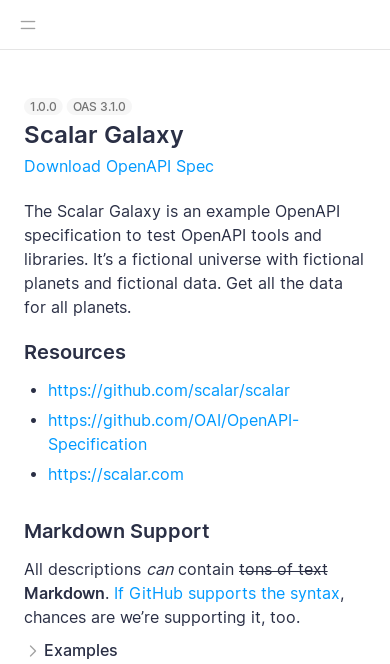 1.0.0 OAS 3.1.0
Scalar Galaxy
Download OpenAPI Spec
The Scalar Galaxy is an example OpenAPI
specification to test OpenAPI tools and
libraries. It’s a fictional universe with fictional
planets and fictional data. Get all the data
for all planets.
Resources
• https://github.com/scalar/scalar
• https://github.com/OAI/OpenAPI-
Specification
• https://scalar.com
Markdown Support
All descriptions can contain tons of text
Markdown. If GitHub supports the syntax,
chances are we’re supporting it, too.
Examples